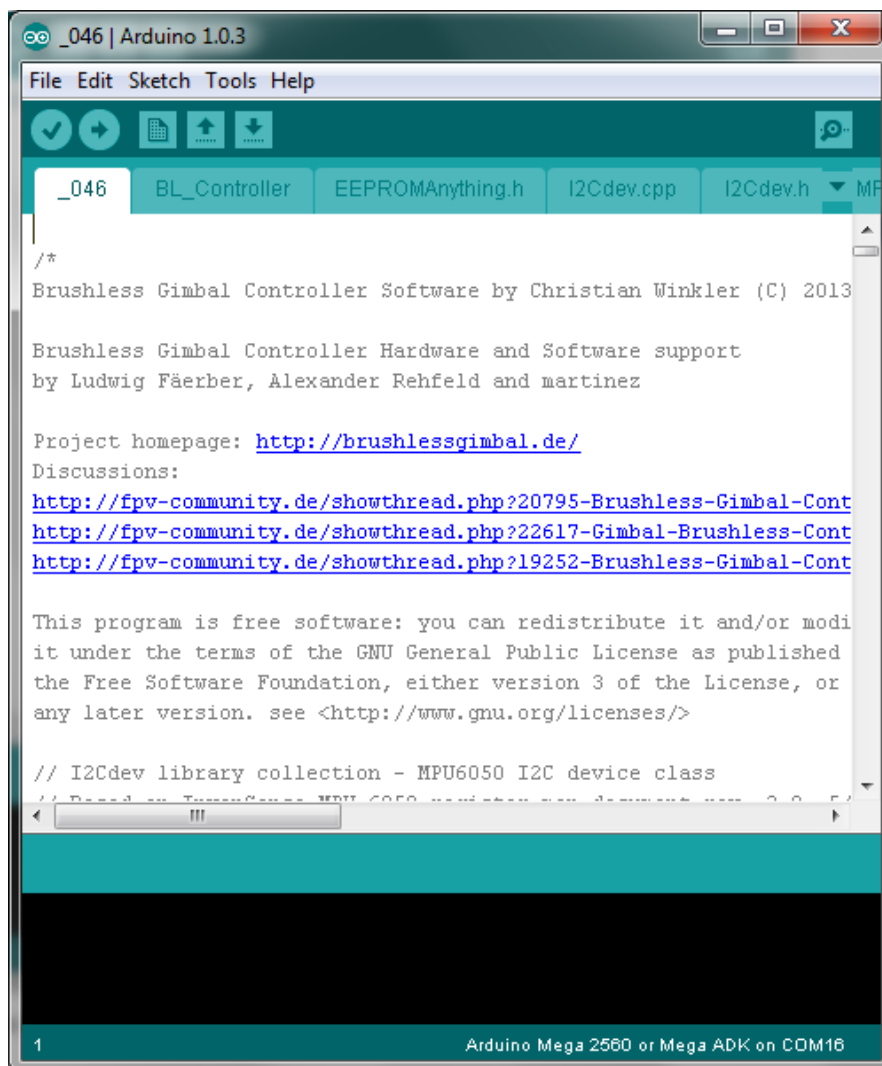 _046 | Arduino 1.0.3
File Edit Sketch Tools Help
_046 BL_Controller EEPROMAnything.h I2Cdev.cpp I2Cdev.h MP
/*
Brushless Gimbal Controller Software by Christian Winkler (C) 2013
Brushless Gimbal Controller Hardware and Software support
by Ludwig Fäerber, Alexander Rehfeld and martinez
Project homepage: http://brushlessgimbal.de/
Discussions:
http://fpv-community.de/showthread.php?20795-Brushless-Gimbal-Cont
http://fpv-community.de/showthread.php?22617-Gimbal-Brushless-Cont
http://fpv-community.de/showthread.php?19252-Brushless-Gimbal-Cont
This program is free software: you can redistribute it and/or modi
it under the terms of the GNU General Public License as published
the Free Software Foundation, either version 3 of the License, or
any later version. see <http://www.gnu.org/licenses/>
// I2Cdev library collection - MPU6050 I2C device class
1
Arduino Mega 2560 or Mega ADK on COM16